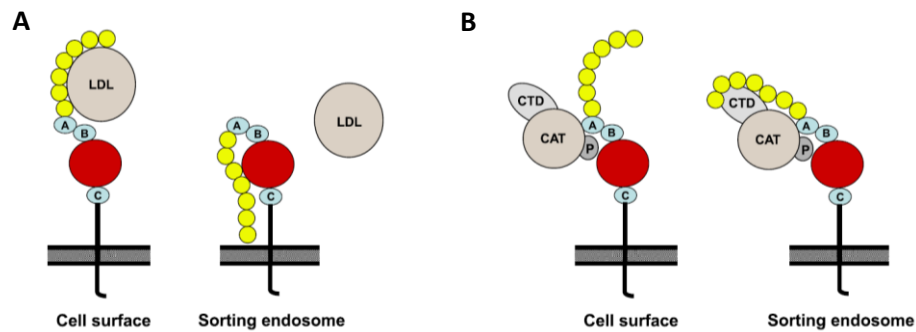 A
LDL
A
B
C
Cell surface
A
B
LDL
C
Sorting endosome
B
CTD
CAT
A
B
P
C
Cell surface
CTD
CAT
A
B
P
C
Sorting endosome